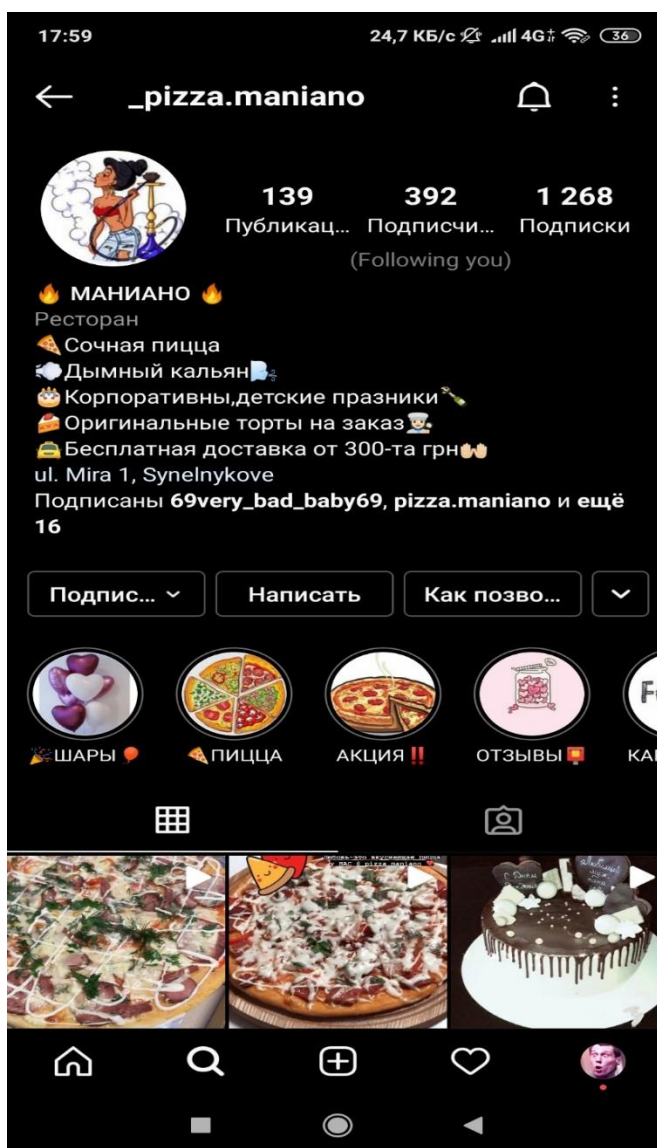 17:59 24,7 КБ/с 4G 36
_pizza.maniano
139 392 1 268
Публикац... Подписчи... Подписки
(Following you)
🔥 МАНИАНО 🔥
Ресторан
🍕Сочная пицца
💨Дымный кальян🌬
🎂Корпоративны,детские празники🍾
🍰Оригинальные торты на заказ👨🏻‍🍳
🚖Бесплатная доставка от 300-та грн🙌🏼
ul. Mira 1, Synelnykove
Подписаны 69very_bad_baby69, pizza.maniano и ещё
16
Подпис... Написать Как позво...
🎉ШАРЫ🎈 🍕ПИЦЦА АКЦИЯ‼️ ОТЗЫВЫ📮